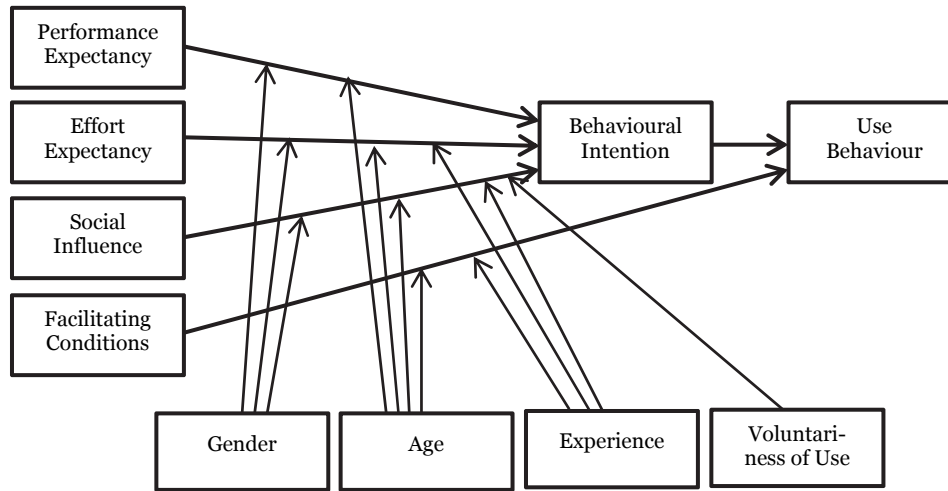 Performance
Expectancy
Effort
Expectancy
Behavioural
Intention
Use
Behaviour
Social
Influence
Facilitating
Conditions
Gender
Age
Experience
Voluntari-
ness of Use